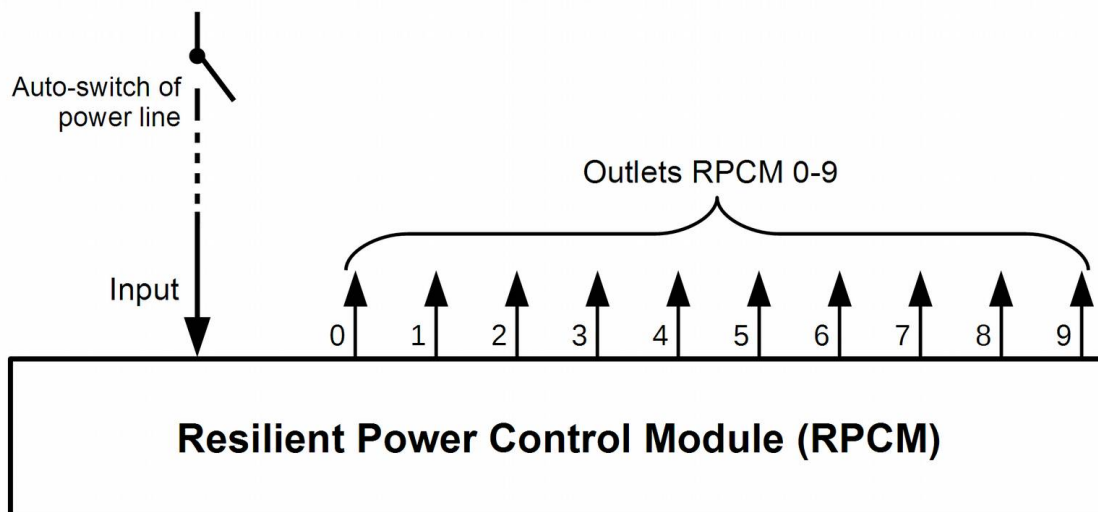 Auto-switch of
power line
Outlets RPCM 0-9
Input
0 1 2 3 4 5 6 7 8 9
Resilient Power Control Module (RPCM)